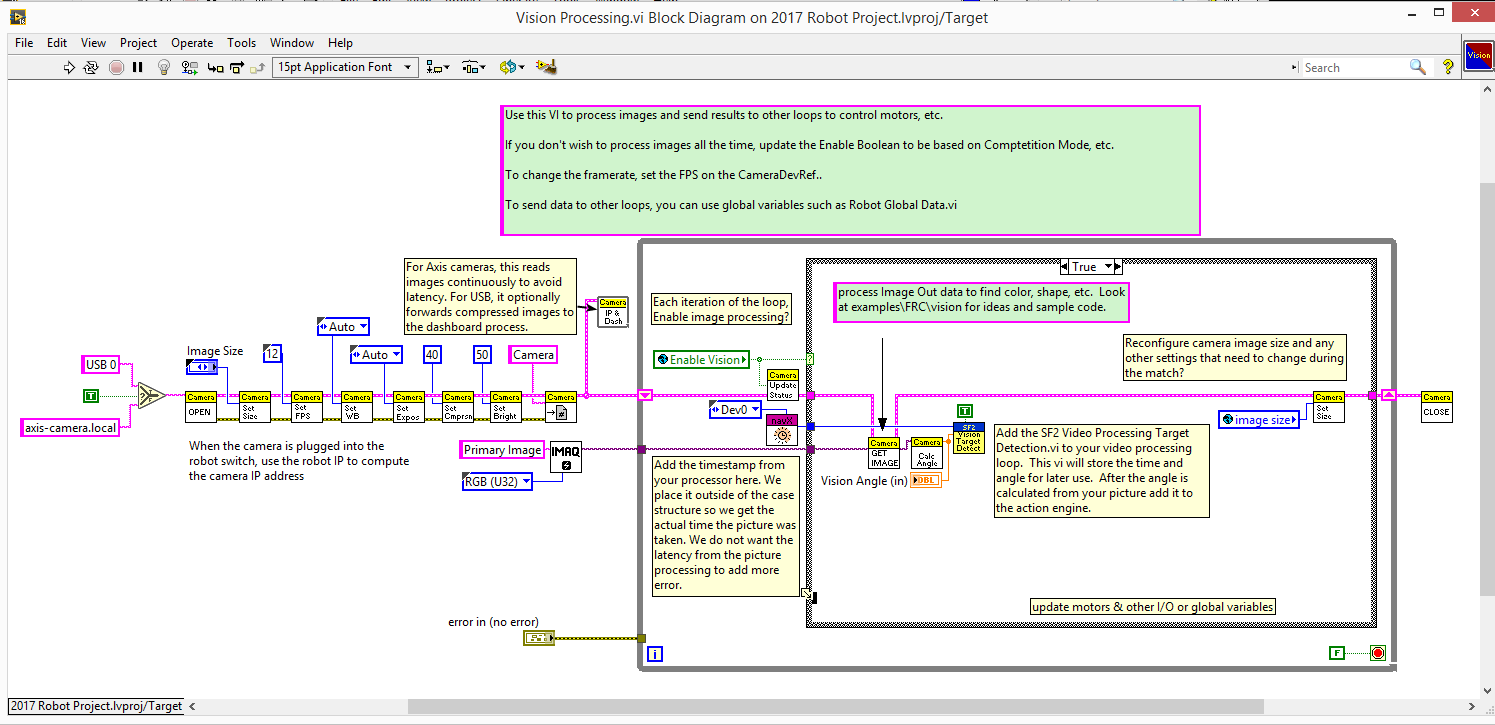 Vision Processing.vi Block Diagram on 2017 Robot Project.lvproj/Target
File Edit View Project Operate Tools Window Help
15pt Application Font
Search
Vision
Use this VI to process images and send results to other loops to control motors, etc.
If you don't wish to process images all the time, update the Enable Boolean to be based on Comptetition Mode, etc.
To change the framerate, set the FPS on the CameraDevRef..
To send data to other loops, you can use global variables such as Robot Global Data.vi
For Axis cameras, this reads
images continuously to avoid
latency. For USB, it optionally
forwards compressed images to
the dashboard process.
Camera
IP &
Dash
Each iteration of the loop,
Enable image processing?
True
process Image Out data to find color, shape, etc. Look
at examples\FRC\vision for ideas and sample code.
Reconfigure camera image size and any
other settings that need to change during
the match?
Auto
Image Size
12
Auto
40
50
Camera
USB 0
T
axis-camera.local
T
F
?
Camera
OPEN
Camera
Set
Size
Camera
Set
FPS
Camera
Set
WB
Camera
Set
Expos
Camera
Set
Cmprsn
Camera
Set
Bright
Camera
Enable Vision
?
Camera
Update
Status
Dev0
navX
Camera
GET
IMAGE
Camera
Calc
Angle
T
SF2
Vision
Target
Detect
Vision Angle (in)
DBL
image size
Camera
Set
Size
Camera
CLOSE
When the camera is plugged into the
robot switch, use the robot IP to compute
the camera IP address
Primary Image
IMAQ
RGB (U32)
Add the timestamp from
your processor here. We
place it outside of the case
structure so we get the
actual time the picture was
taken. We do not want the
latency from the picture
processing to add more
error.
Add the SF2 Video Processing Target
Detection.vi to your video processing
loop. This vi will store the time and
angle for later use. After the angle is
calculated from your picture add it to
the action engine.
update motors & other I/O or global variables
error in (no error)
i
F
2017 Robot Project.lvproj/Target